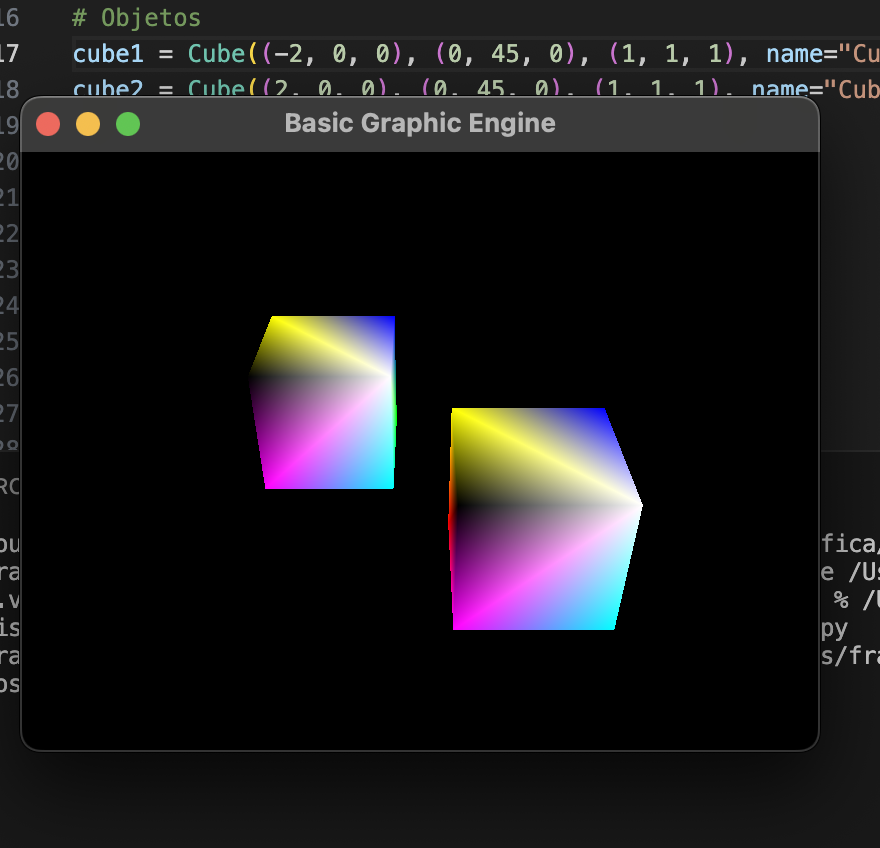 16 # Objetos
17 cube1 = Cube((-2, 0, 0), (0, 45, 0), (1, 1, 1), name="Cu
18 cube2 = Cube((2, 0, 0), (0, 45, 0), (1, 1, 1), name="Cub
19 Basic Graphic Engine
20
21
22
23
24
25
26
27
28
RO
ou fica/
ra e /Us
.v % /U
is py
ra s/fra
os